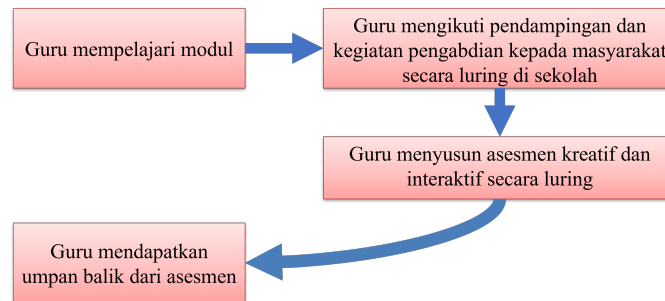 Guru mempelajari modul
Guru mengikuti pendampingan dan
kegiatan pengabdian kepada masyarakat
secara luring di sekolah
Guru menyusun asesmen kreatif dan
interaktif secara luring
Guru mendapatkan
umpan balik dari asesmen